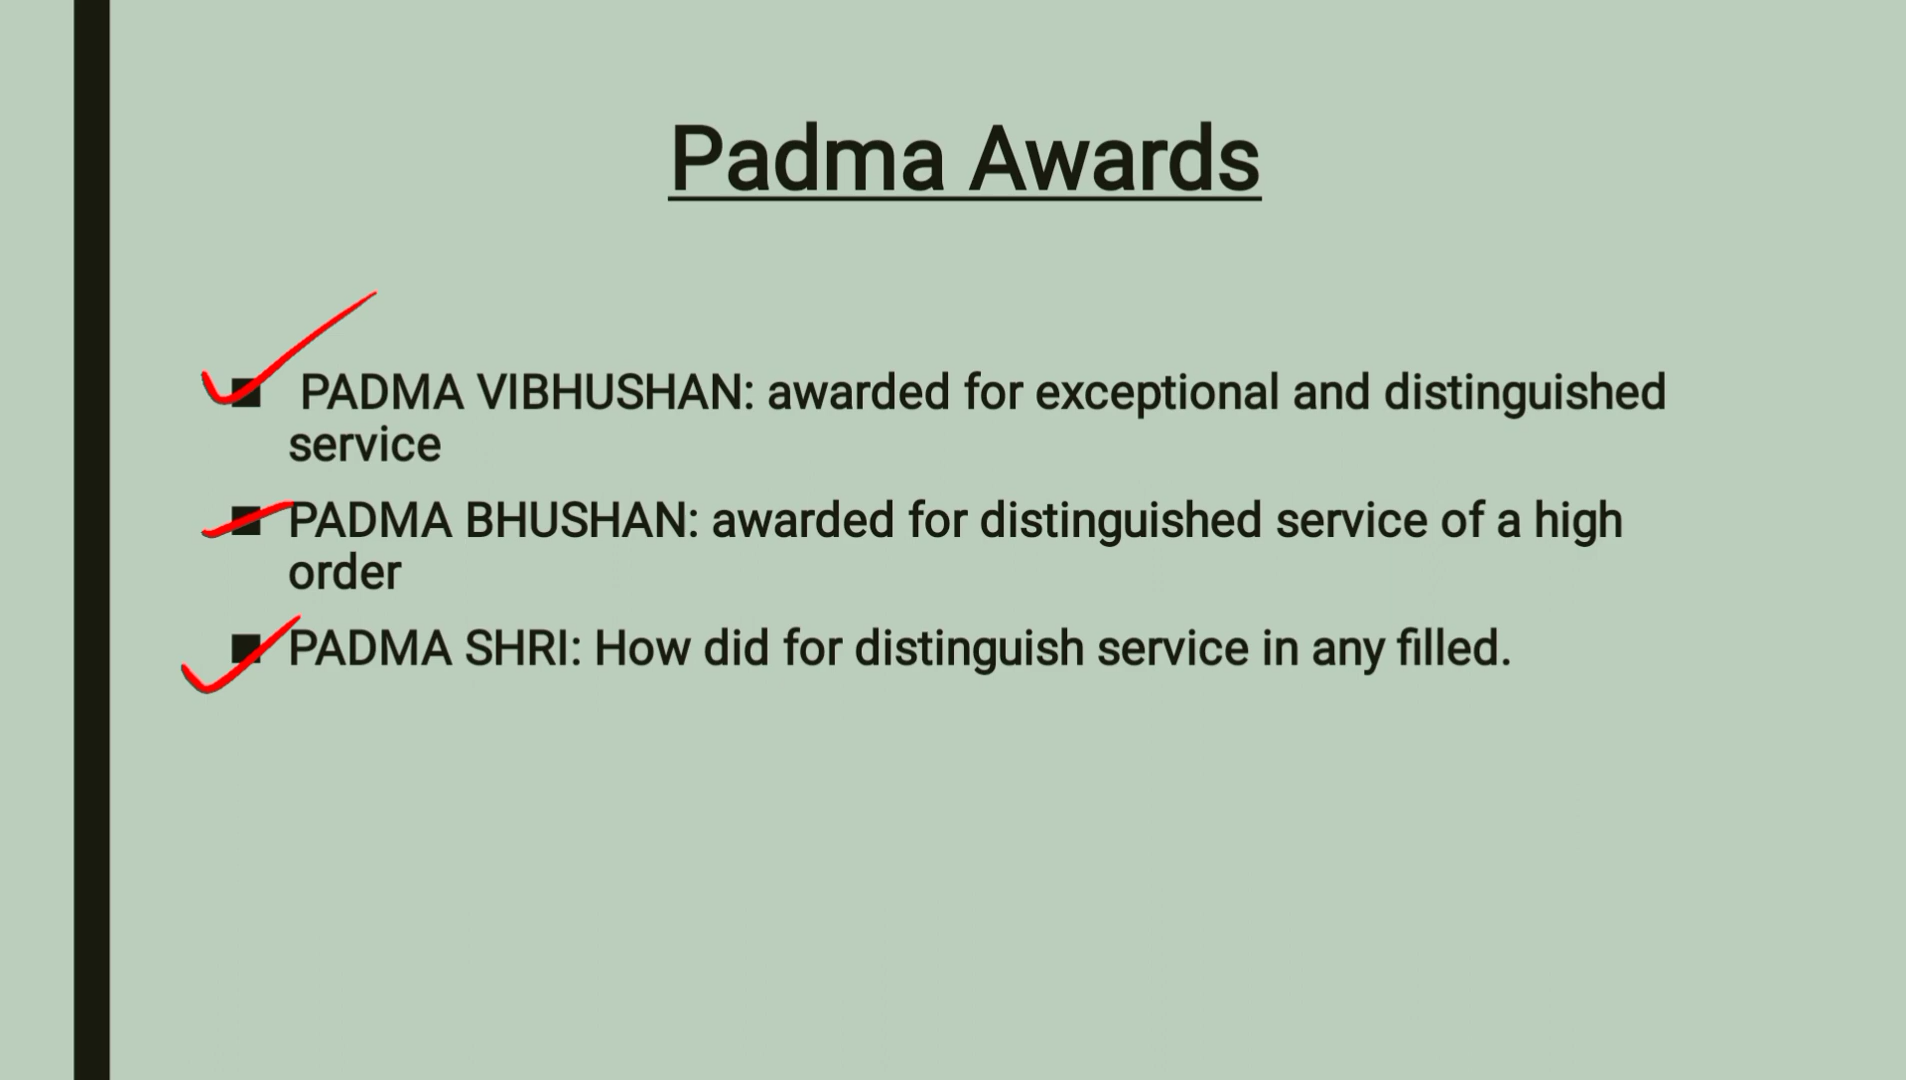 Padma Awards
PADMA VIBHUSHAN: awarded for exceptional and distinguished
service
PADMA BHUSHAN: awarded for distinguished service of a high
order
PADMA SHRI: How did for distinguish service in any filled.